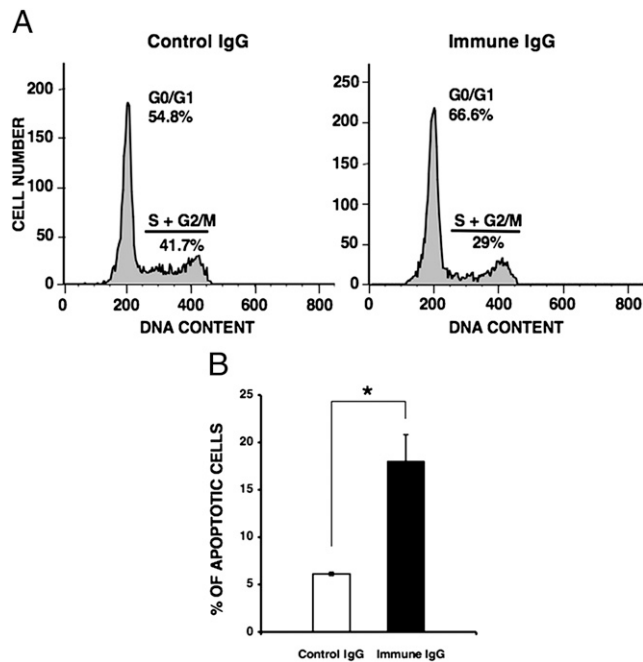 A
Control IgG
CELL NUMBER
200
150
100
50
0
G0/G1
54.8%
S + G2/M
41.7%
0 200 400 600 800
DNA CONTENT
Immune IgG
250
200
150
100
50
0
G0/G1
66.6%
S + G2/M
29%
0 200 400 600 800
DNA CONTENT
B
% OF APOPTOTIC CELLS
25
20
15
10
5
0
*
Control IgG Immune IgG